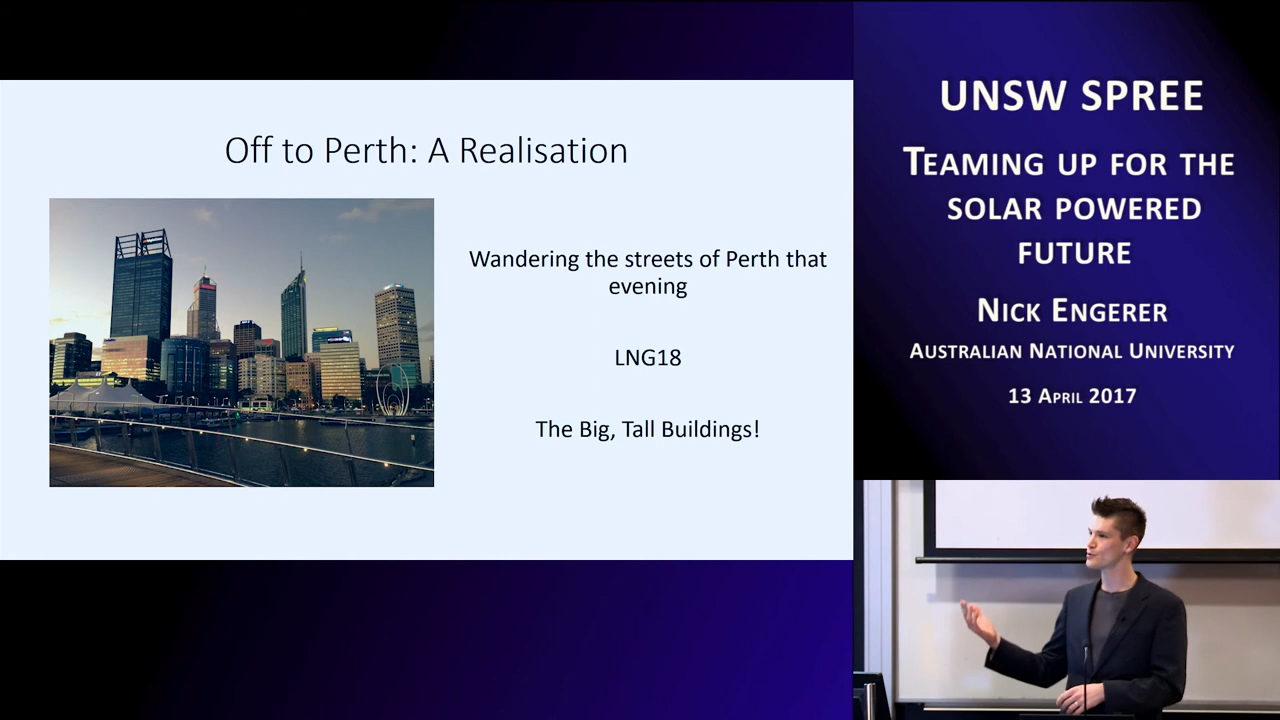 Off to Perth: A Realisation
Wandering the streets of Perth that
evening
LNG18
The Big, Tall Buildings!
UNSW SPREE
TEAMING UP FOR THE
SOLAR POWERED
FUTURE
NICK ENGERER
AUSTRALIAN NATIONAL UNIVERSITY
13 APRIL 2017